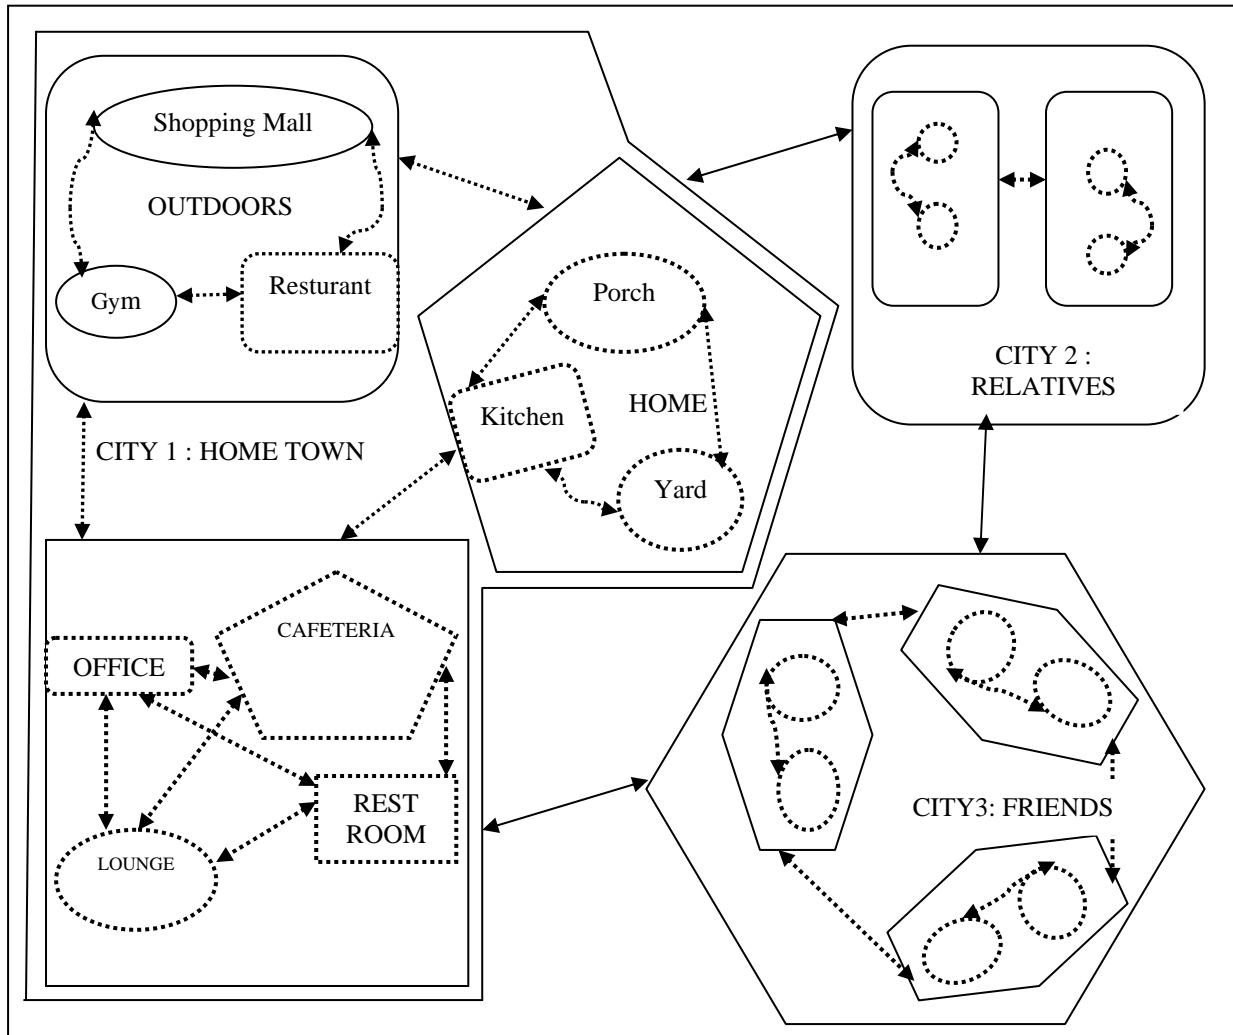 Shopping Mall
OUTDOORS
Gym
Resturant
Porch
HOME
Kitchen
Yard
CITY 2 :
RELATIVES
CITY 1 : HOME TOWN
CAFETERIA
OFFICE
REST
ROOM
LOUNGE
CITY3: FRIENDS